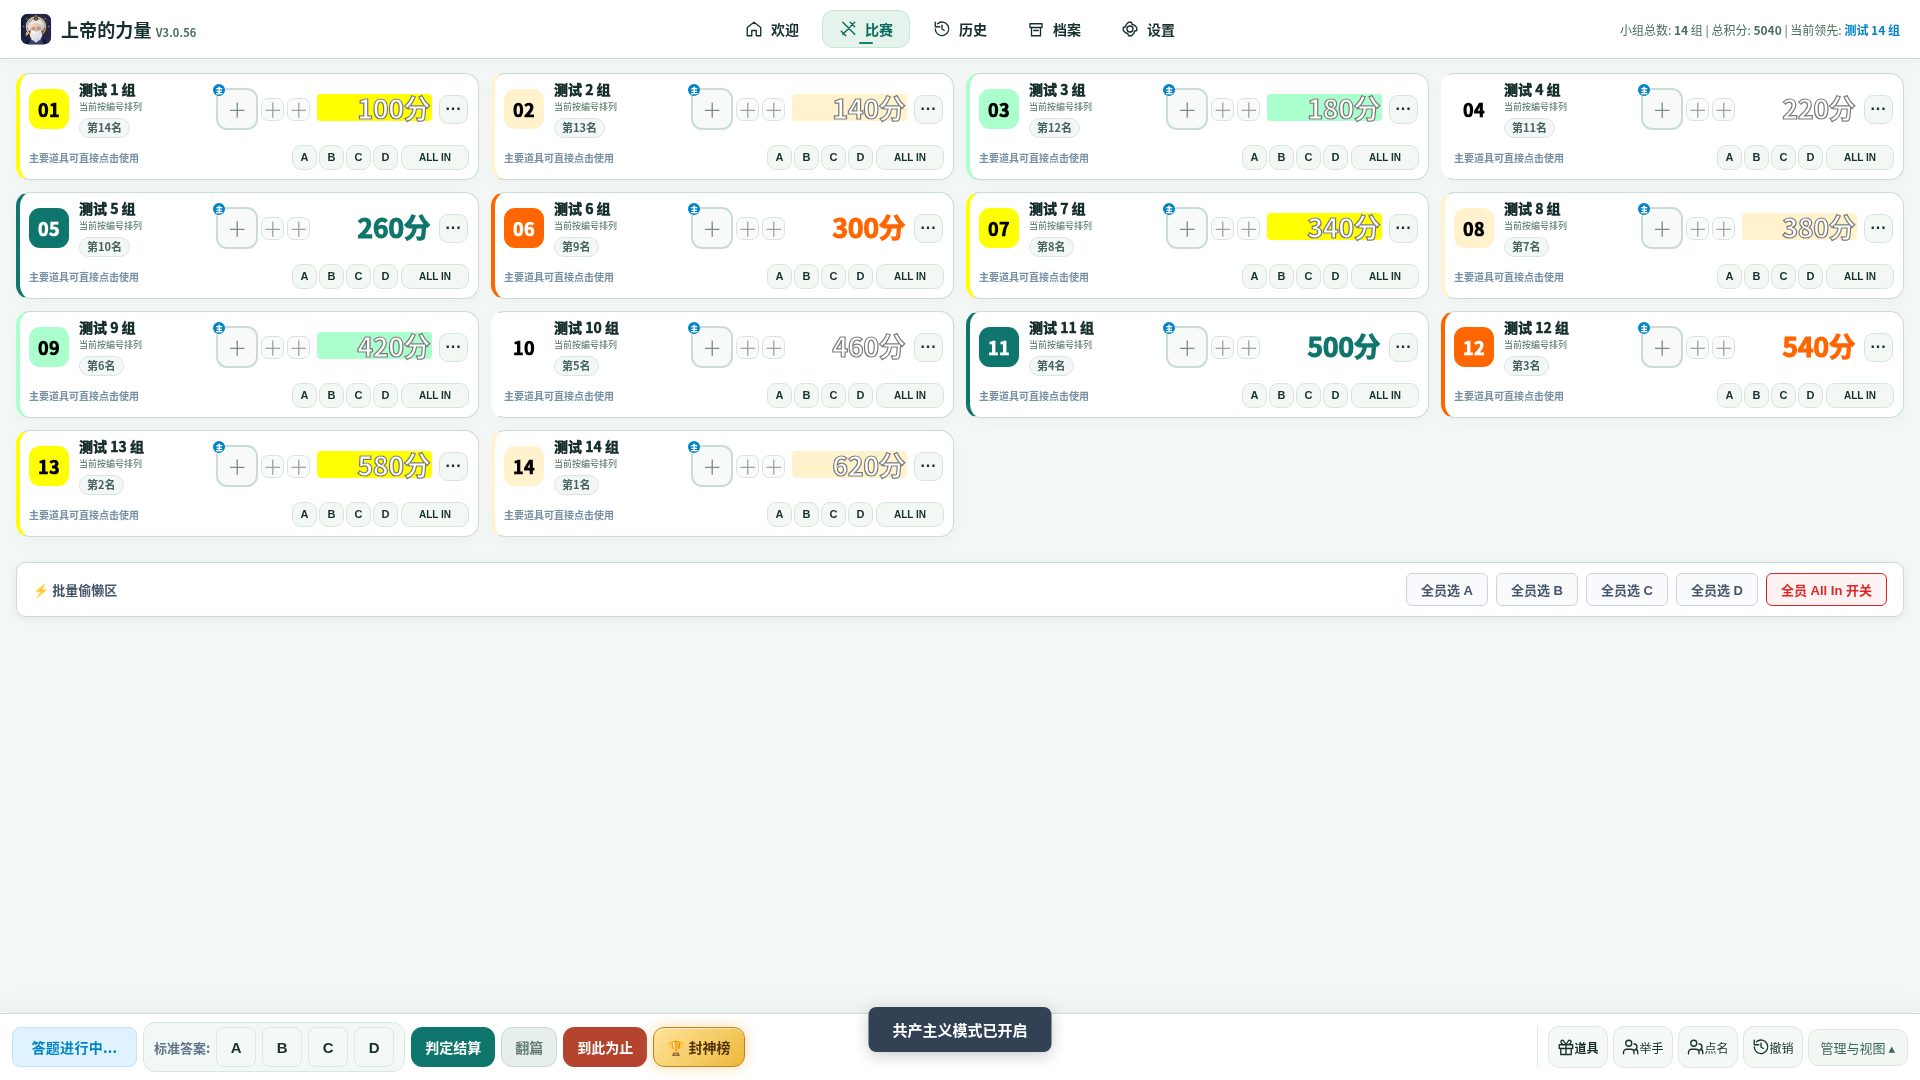 上帝的力量 V3.0.56
欢迎
比赛
历史
档案
设置
小组总数: 14 组 | 总积分: 5040 | 当前领先: 测试 14 组
01
测试 1 组
当前按编号排列
第14名
主
100分
...
主要道具可直接点击使用
A B C D ALL IN
02
测试 2 组
当前按编号排列
第13名
主
140分
...
主要道具可直接点击使用
A B C D ALL IN
03
测试 3 组
当前按编号排列
第12名
主
180分
...
主要道具可直接点击使用
A B C D ALL IN
04
测试 4 组
当前按编号排列
第11名
主
220分
...
主要道具可直接点击使用
A B C D ALL IN
05
测试 5 组
当前按编号排列
第10名
主
260分
...
主要道具可直接点击使用
A B C D ALL IN
06
测试 6 组
当前按编号排列
第9名
主
300分
...
主要道具可直接点击使用
A B C D ALL IN
07
测试 7 组
当前按编号排列
第8名
主
340分
...
主要道具可直接点击使用
A B C D ALL IN
08
测试 8 组
当前按编号排列
第7名
主
380分
...
主要道具可直接点击使用
A B C D ALL IN
09
测试 9 组
当前按编号排列
第6名
主
420分
...
主要道具可直接点击使用
A B C D ALL IN
10
测试 10 组
当前按编号排列
第5名
主
460分
...
主要道具可直接点击使用
A B C D ALL IN
11
测试 11 组
当前按编号排列
第4名
主
500分
...
主要道具可直接点击使用
A B C D ALL IN
12
测试 12 组
当前按编号排列
第3名
主
540分
...
主要道具可直接点击使用
A B C D ALL IN
13
测试 13 组
当前按编号排列
第2名
主
580分
...
主要道具可直接点击使用
A B C D ALL IN
14
测试 14 组
当前按编号排列
第1名
主
620分
...
主要道具可直接点击使用
A B C D ALL IN
⚡ 批量偷懒区
全员选 A
全员选 B
全员选 C
全员选 D
全员 All In 开关
共产主义模式已开启
答题进行中...
标准答案: A B C D
判定结算
翻篇
到此为止
🏆 封神榜
道具
举手
点名
撤销
管理与视图 ▴